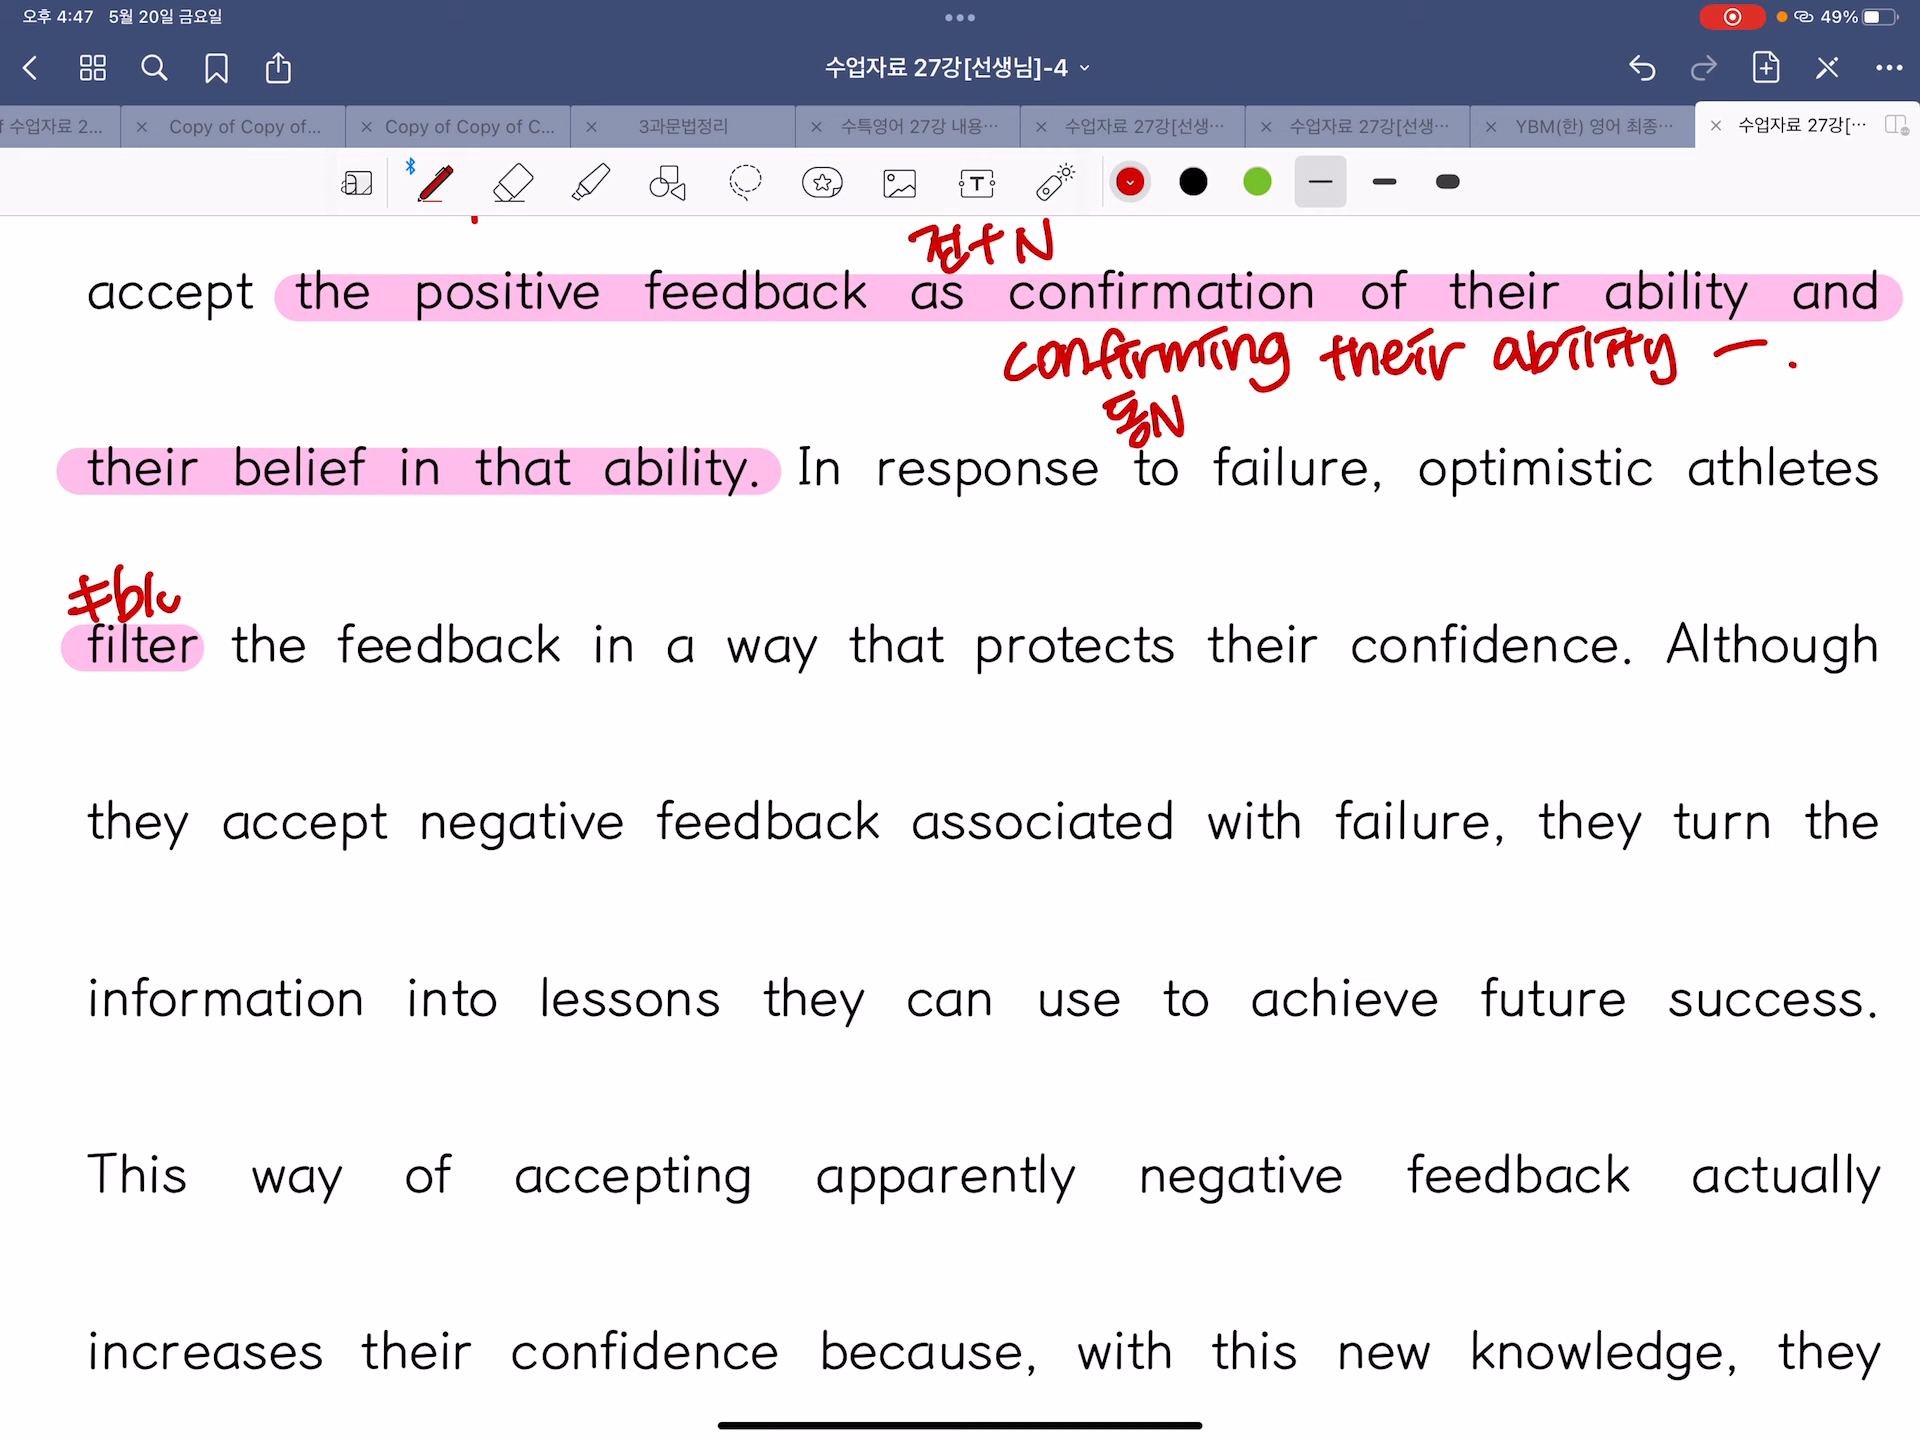 오후 4:47 5월 20일 금요일
49%
수업자료 27강[선생님]-4
f 수업자료 2...
Copy of Copy of...
Copy of Copy of C...
3과문법정리
수특영어 27강 내용…
수업자료 27강[선생…
수업자료 27강[선생…
YBM(한) 영어 최종…
수업자료 27강[…
전+N
accept the positive feedback as confirmation of their ability and
confirming their ability
동N
their belief in that ability. In response to failure, optimistic athletes
≠blo
filter the feedback in a way that protects their confidence. Although
they accept negative feedback associated with failure, they turn the
information into lessons they can use to achieve future success.
This way of accepting apparently negative feedback actually
increases their confidence because, with this new knowledge, they